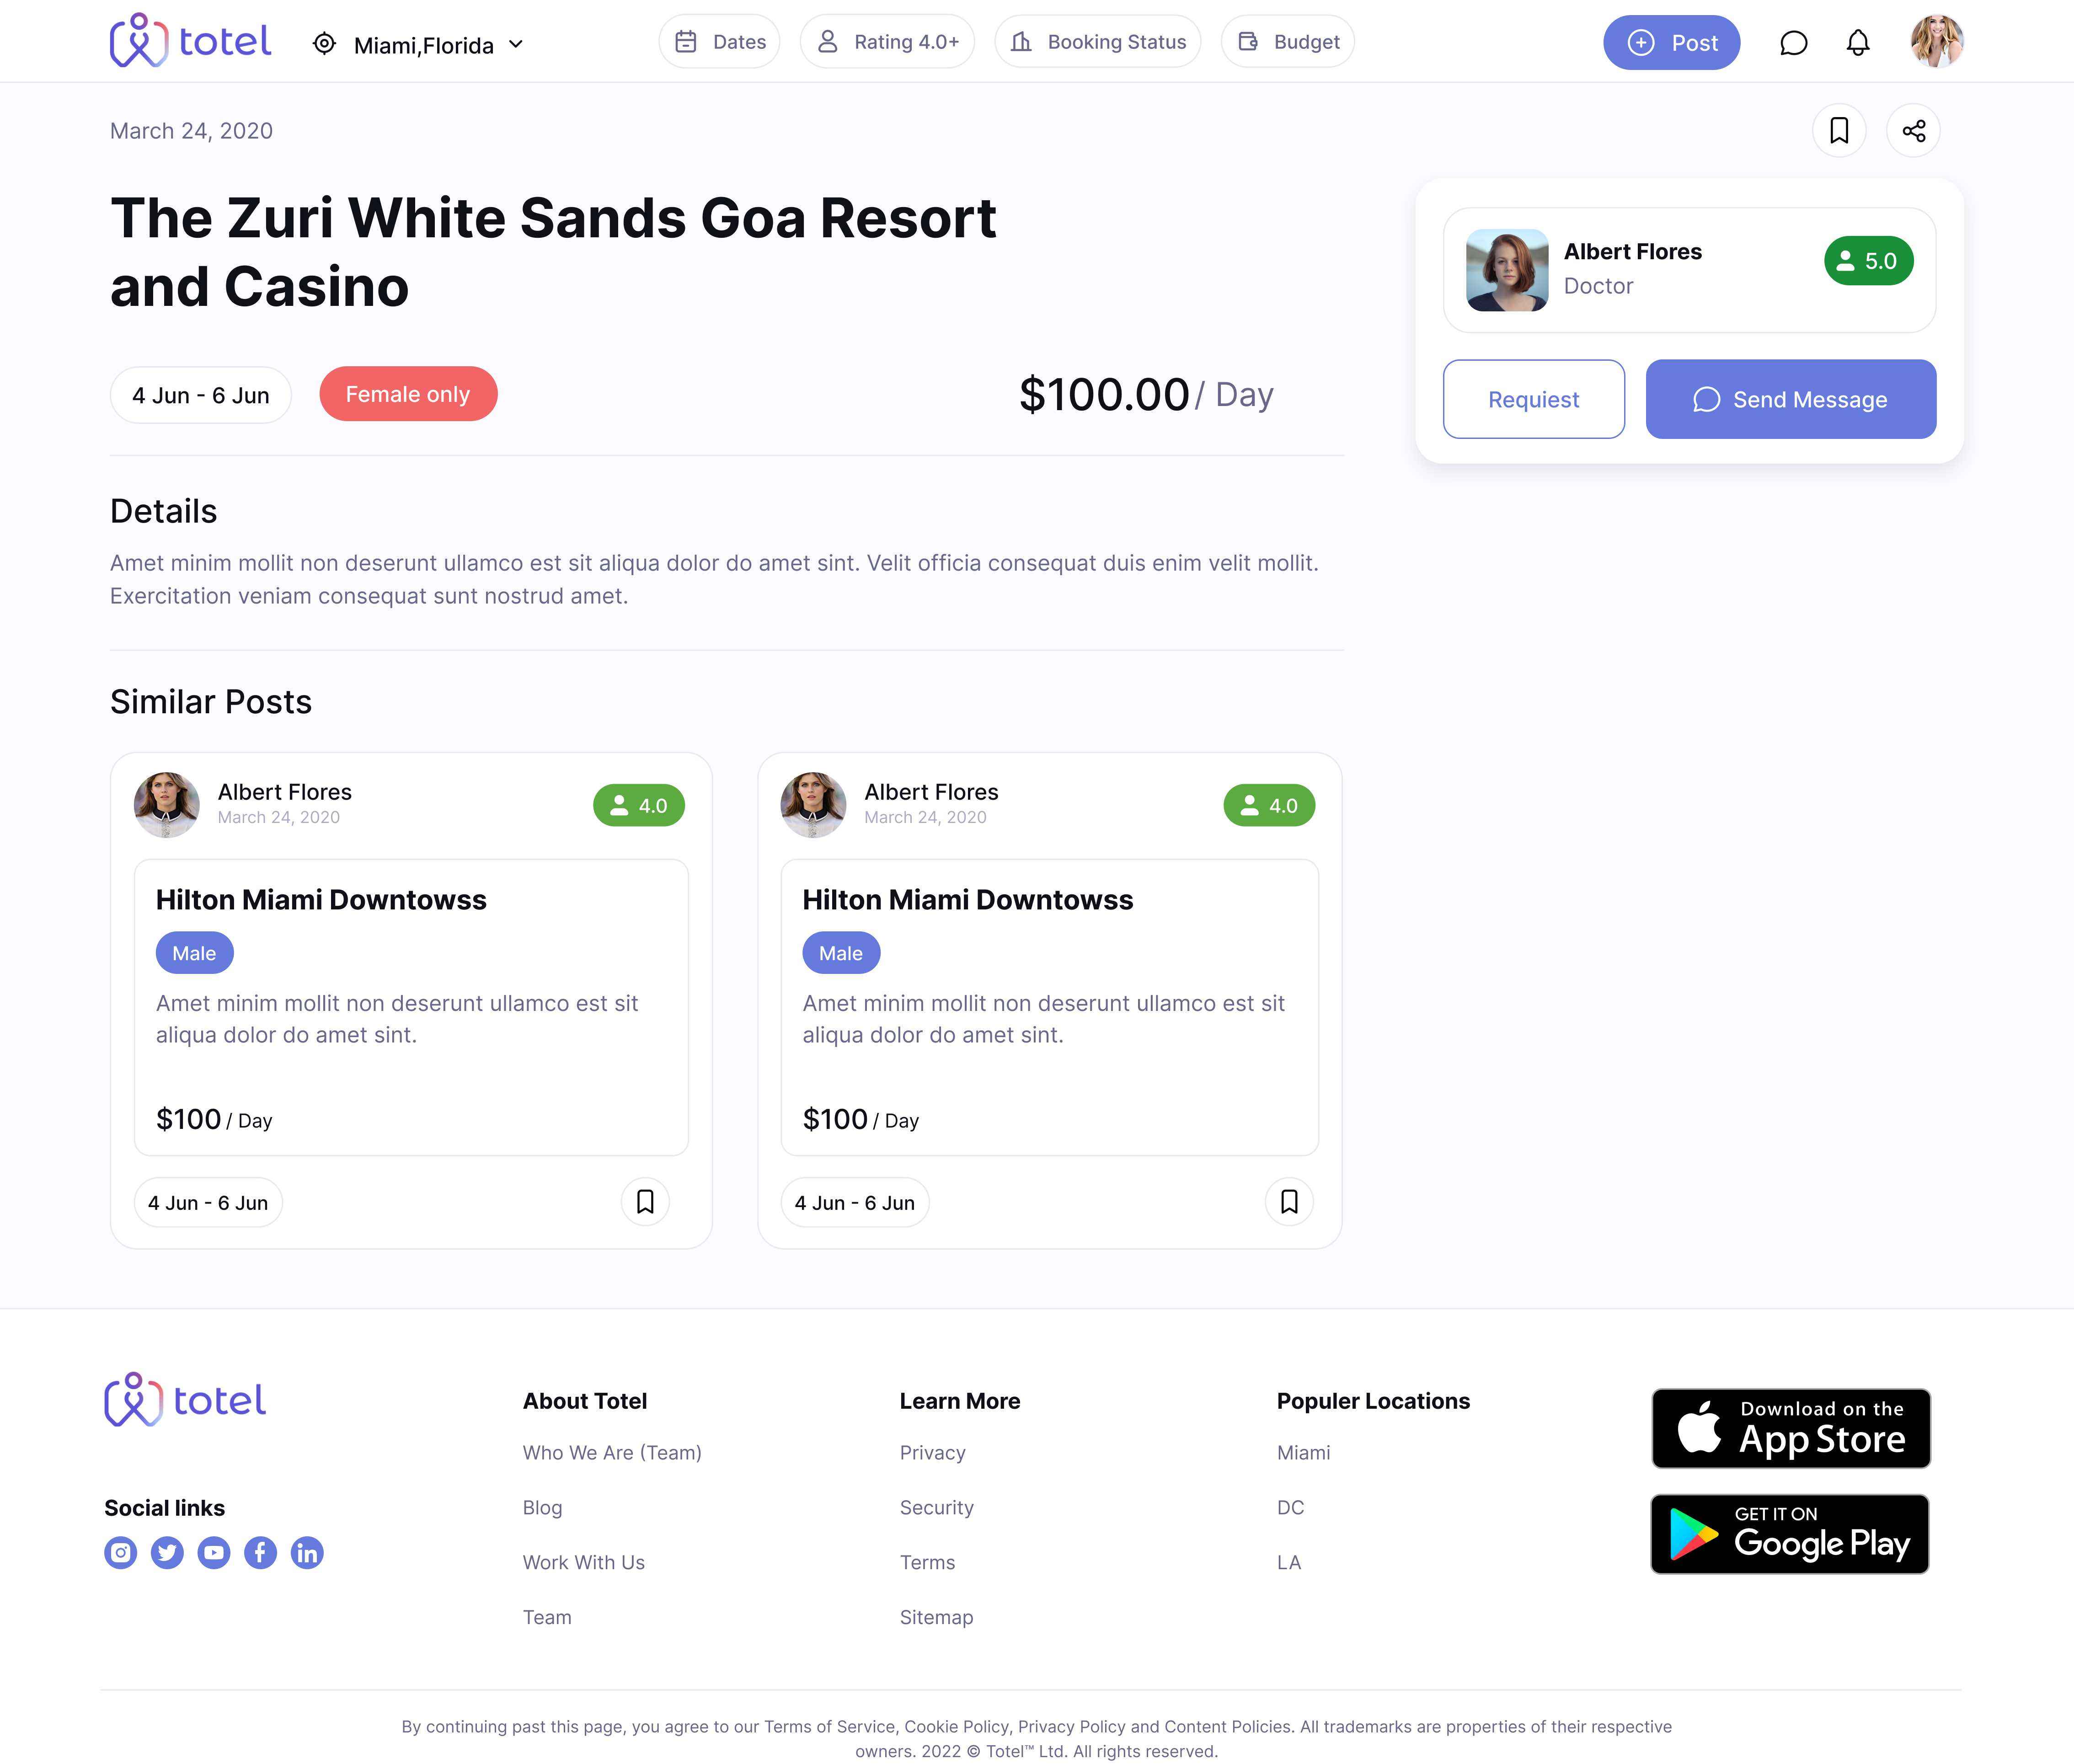 totel
Miami,Florida
Dates
Rating 4.0+
Booking Status
Budget
Post
March 24, 2020
The Zuri White Sands Goa Resort
and Casino
4 Jun - 6 Jun
Female only
$100.00/ Day
Albert Flores
Doctor
5.0
Requiest
Send Message
Details
Amet minim mollit non deserunt ullamco est sit aliqua dolor do amet sint. Velit officia consequat duis enim velit mollit.
Exercitation veniam consequat sunt nostrud amet.
Similar Posts
Albert Flores
March 24, 2020
4.0
Hilton Miami Downtowss
Male
Amet minim mollit non deserunt ullamco est sit
aliqua dolor do amet sint.
$100 / Day
4 Jun - 6 Jun
Albert Flores
March 24, 2020
4.0
Hilton Miami Downtowss
Male
Amet minim mollit non deserunt ullamco est sit
aliqua dolor do amet sint.
$100 / Day
4 Jun - 6 Jun
totel
Social links
About Totel
Who We Are (Team)
Blog
Work With Us
Team
Learn More
Privacy
Security
Terms
Sitemap
Populer Locations
Miami
DC
LA
Download on the
App Store
GET IT ON
Google Play
By continuing past this page, you agree to our Terms of Service, Cookie Policy, Privacy Policy and Content Policies. All trademarks are properties of their respective
owners. 2022 © Totel™ Ltd. All rights reserved.